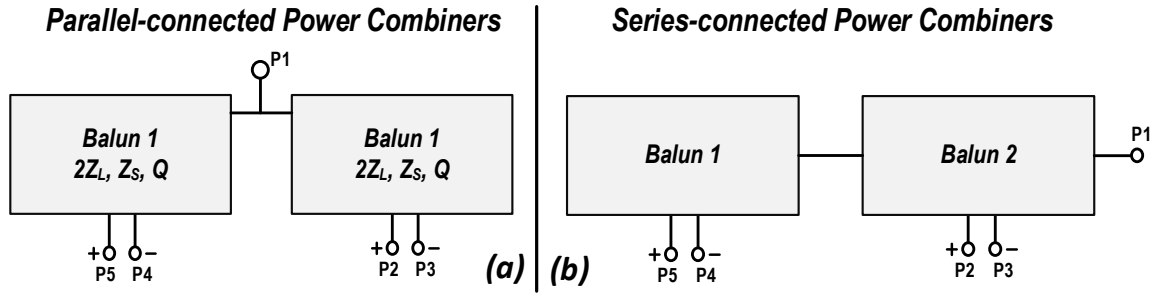 Parallel-connected Power Combiners
P1
Balun 1
2ZL, ZS, Q
Balun 1
2ZL, ZS, Q
+ −
P5 P4
+ −
P2 P3
(a)
Series-connected Power Combiners
Balun 1
Balun 2
P1
+ −
P5 P4
+ −
P2 P3
(b)